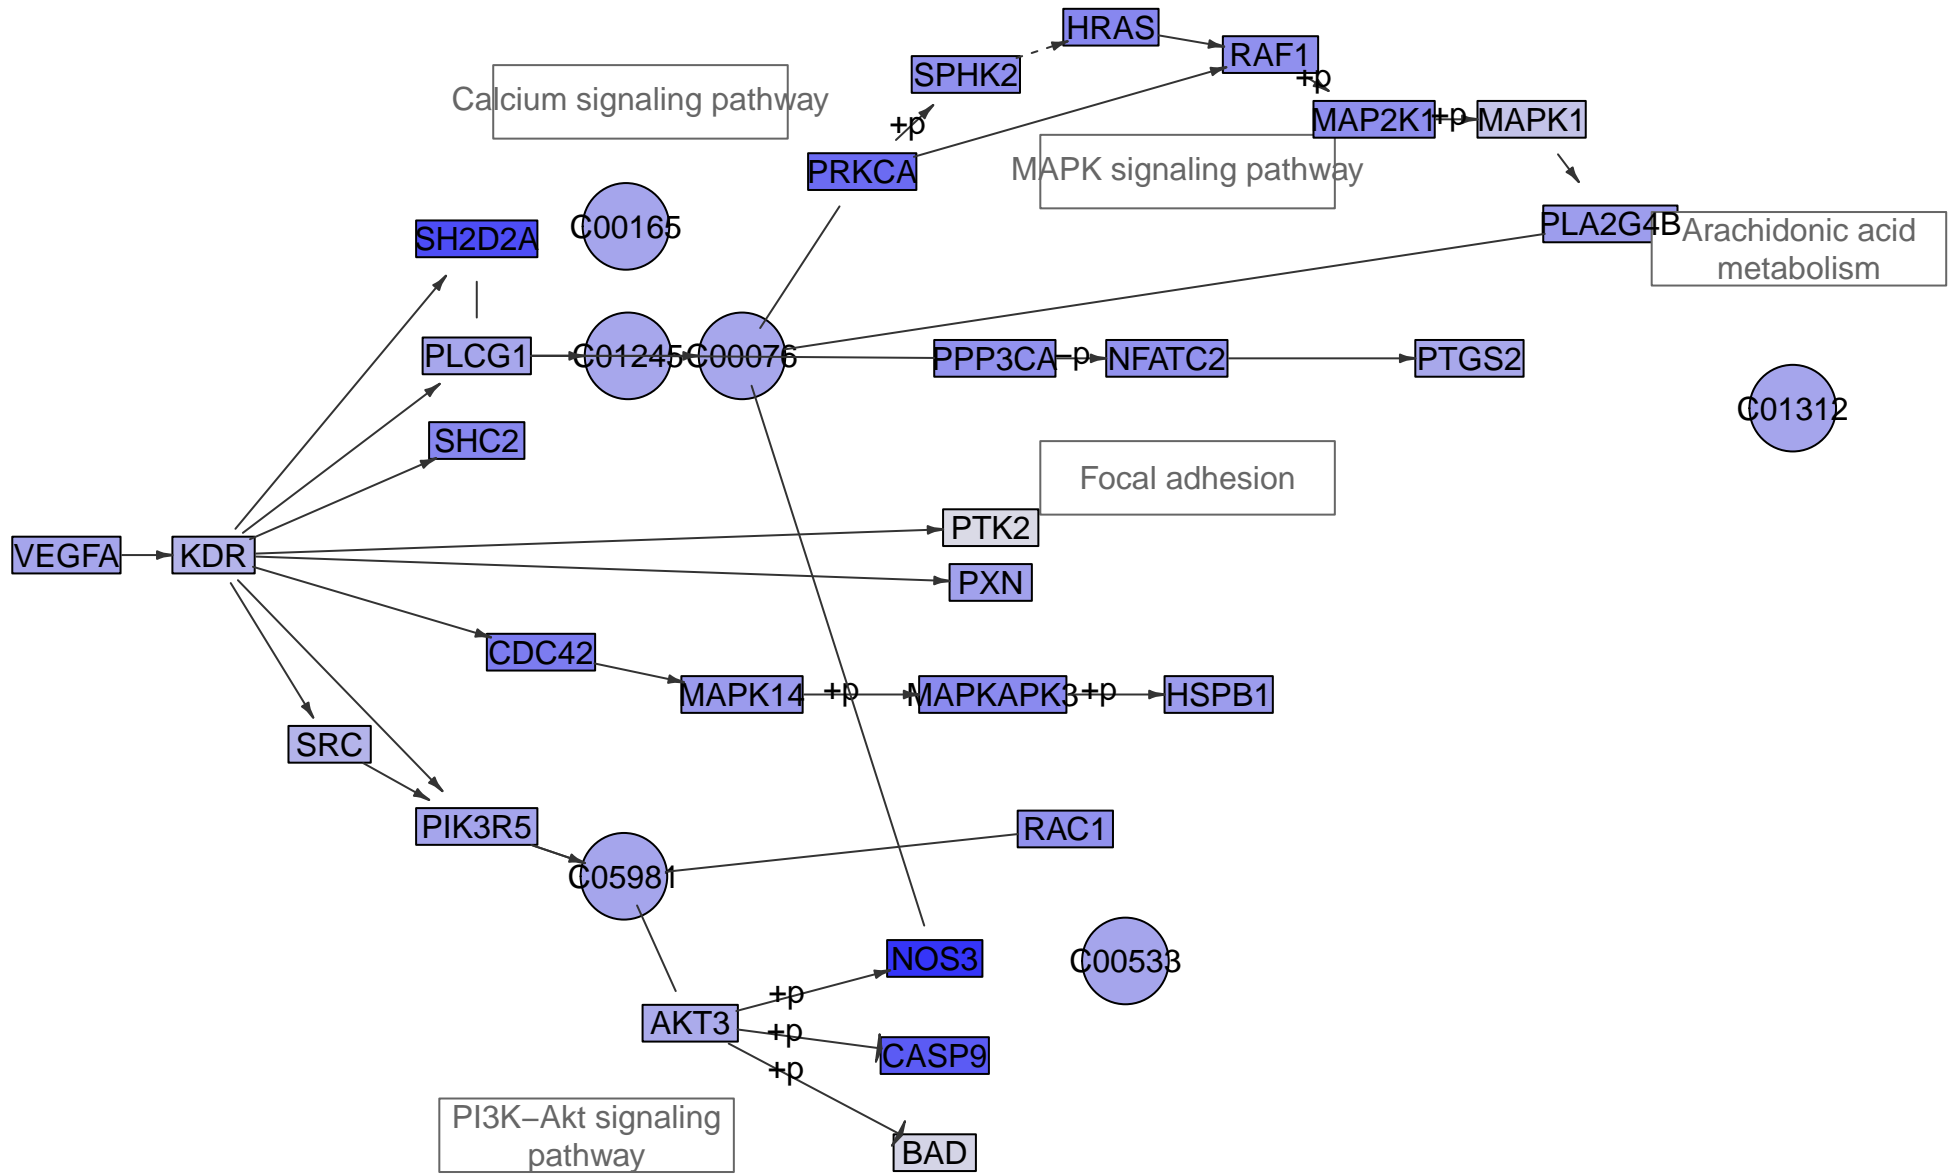 HRAS
RAF1
+p
SPHK2
Calcium signaling pathway
+p
MAP2K1
+p
MAPK1
PRKCA
MAPK signaling pathway
C00165
SH2D2A
PLA2G4B
Arachidonic acid
metabolism
PLCG1
C01245
C00076
PPP3CA
−p
NFATC2
PTGS2
C01312
SHC2
Focal adhesion
PTK2
VEGFA
KDR
PXN
CDC42
MAPK14
+p
MAPKAPK3
+p
HSPB1
SRC
PIK3R5
RAC1
C05981
NOS3
C00533
+p
AKT3
+p
CASP9
+p
PI3K−Akt signaling
pathway
BAD